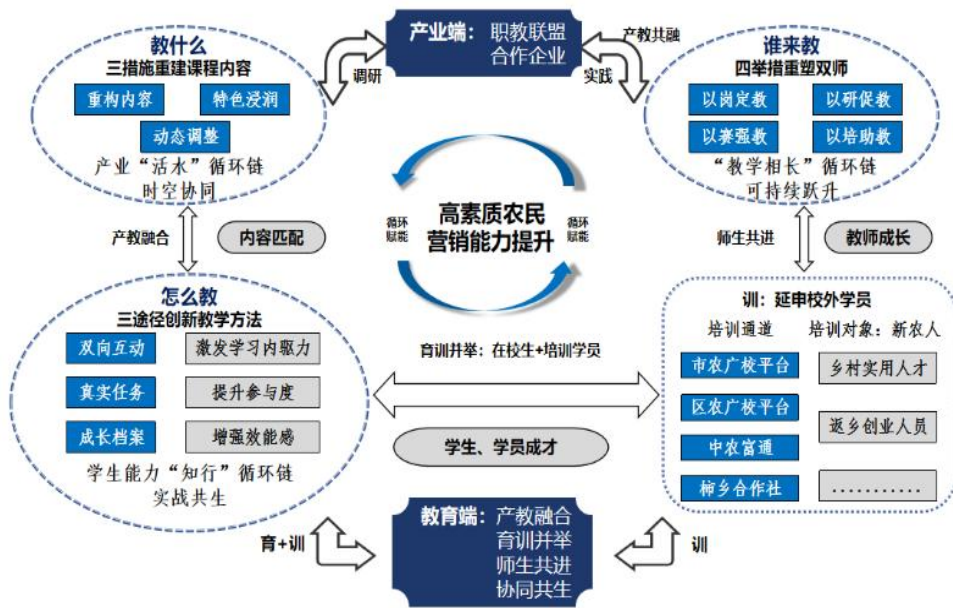 产业端： 职教联盟
合作企业
教什么
三措施重建课程内容
重构内容
特色浸润
动态调整
产业“活水”循环链
时空协同
调研
产教共融
实践
谁来教
四举措重塑双师
以岗定教
以研促教
以赛强教
以培助教
“教学相长”循环链
可持续跃升
循环
赋能
高素质农民
营销能力提升
循环
赋能
产教融合
内容匹配
师生共进
教师成长
怎么教
三途径创新教学方法
双向互动
激发学习内驱力
真实任务
提升参与度
成长档案
增强效能感
学生能力“知行”循环链
实战共生
育训并举：在校生+培训学员
学生、学员成才
训：延申校外学员
培训通道
培训对象：新农人
市农广校平台
乡村实用人才
区农广校平台
返乡创业人员
中农富通
柿乡合作社
............
育+训
教育端： 产教融合
育训并举
师生共进
协同共生
训